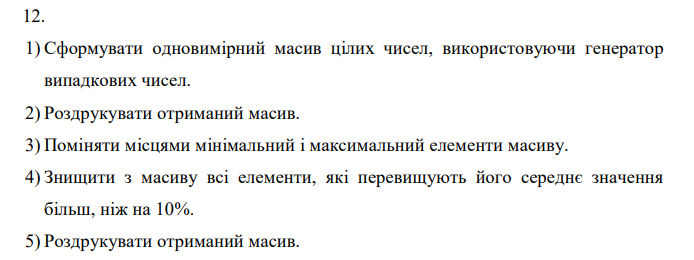 12.
1) Сформувати одновимірний масив цілих чисел, використовуючи генератор
випадкових чисел.
2) Роздрукувати отриманий масив.
3) Поміняти місцями мінімальний і максимальний елементи масиву.
4) Знищити з масиву всі елементи, які перевищують його середнє значення
більш, ніж на 10%.
5) Роздрукувати отриманий масив.